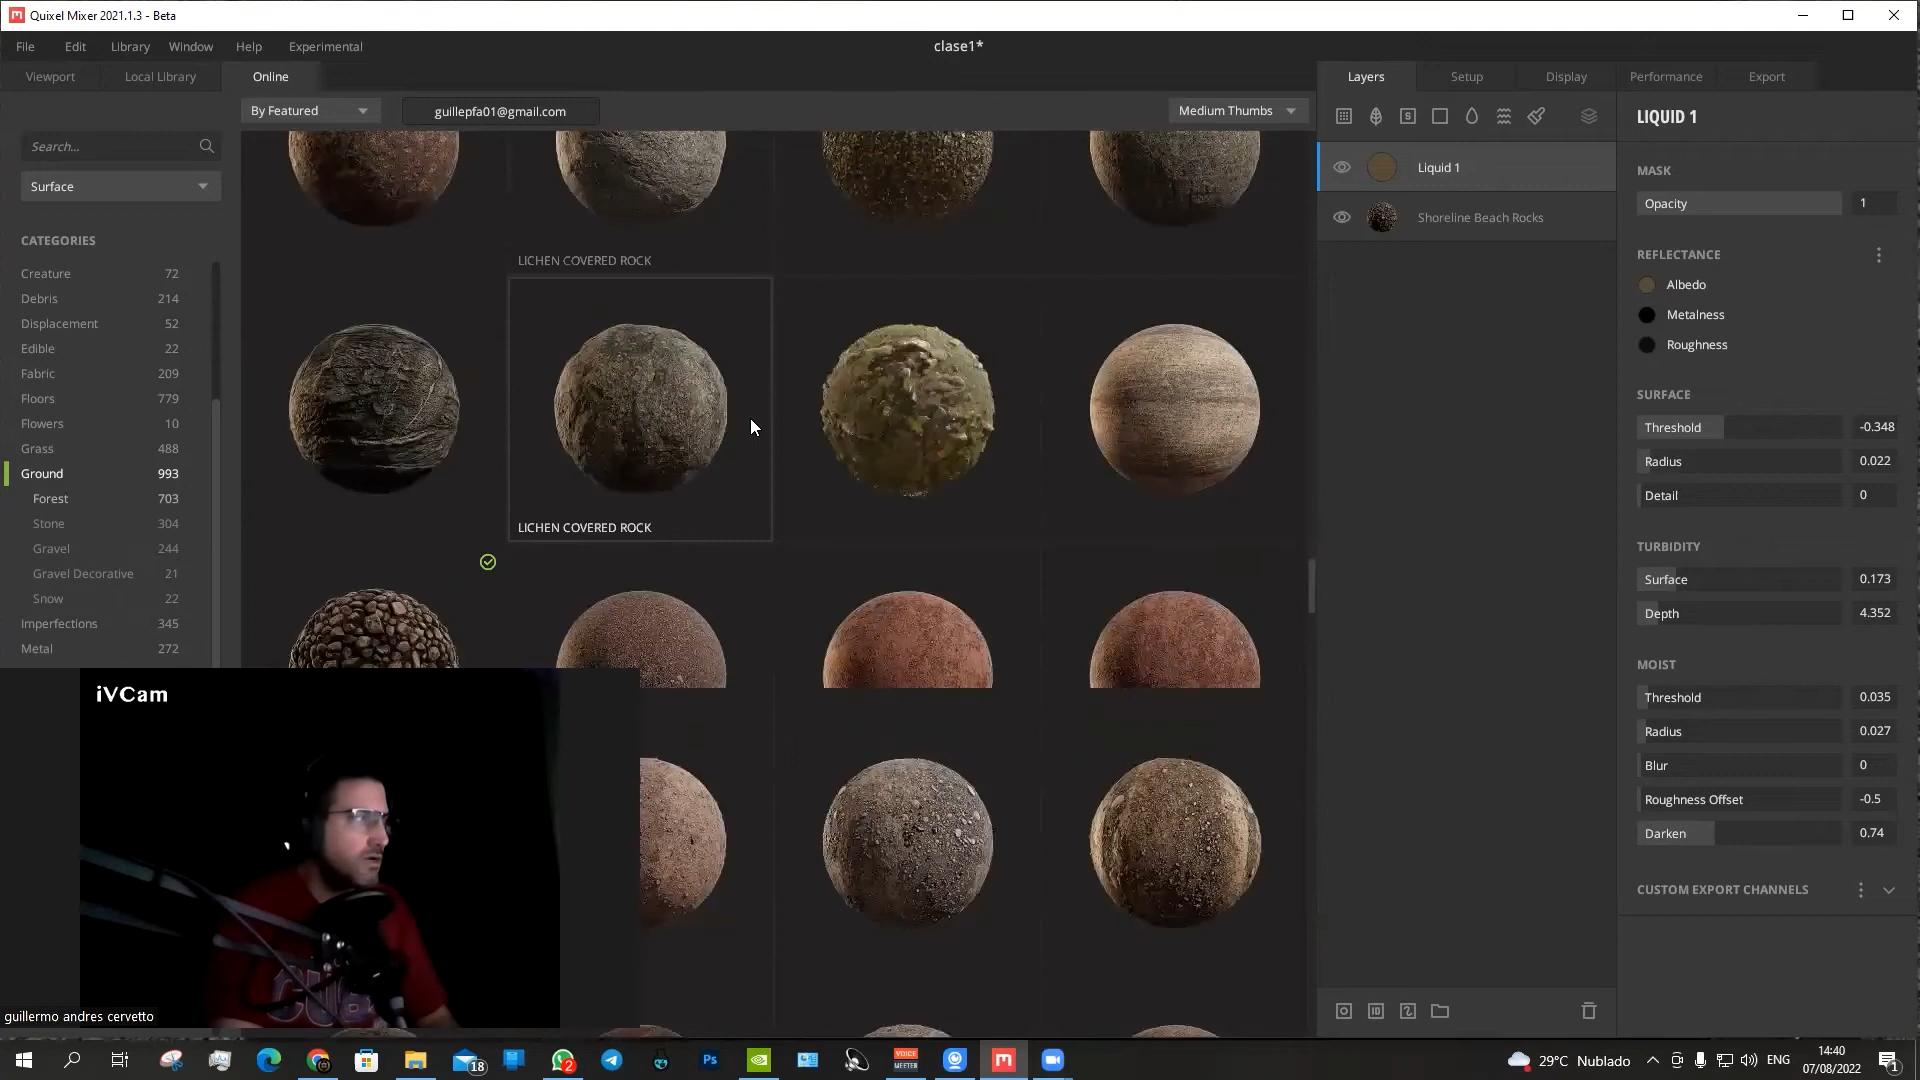 Quixel Mixer 2021.1.3 - Beta
File Edit Library Window Help Experimental
clase1*
Viewport Local Library Online
Layers Setup Display Performance Export
By Featured
guillepfa01@gmail.com
Medium Thumbs
Search...
Surface
CATEGORIES
Creature 72
Debris 214
Displacement 52
Edible 22
Fabric 209
Floors 779
Flowers 10
Grass 488
Ground 993
Forest 703
Stone 304
Gravel 244
Gravel Decorative 21
Snow 22
Imperfections 345
Metal 272
LICHEN COVERED ROCK
LICHEN COVERED ROCK
Liquid 1
Shoreline Beach Rocks
LIQUID 1
MASK
Opacity 1
REFLECTANCE
Albedo
Metalness
Roughness
SURFACE
Threshold -0.348
Radius 0.022
Detail 0
TURBIDITY
Surface 0.173
Depth 4.352
MOIST
Threshold 0.035
Radius 0.027
Blur 0
Roughness Offset -0.5
Darken 0.74
CUSTOM EXPORT CHANNELS
iVCam
guillermo andres cervetto
18
2
Ps
VOICE
MEETER
29°C Nublado
ENG
14:40
07/08/2022
1